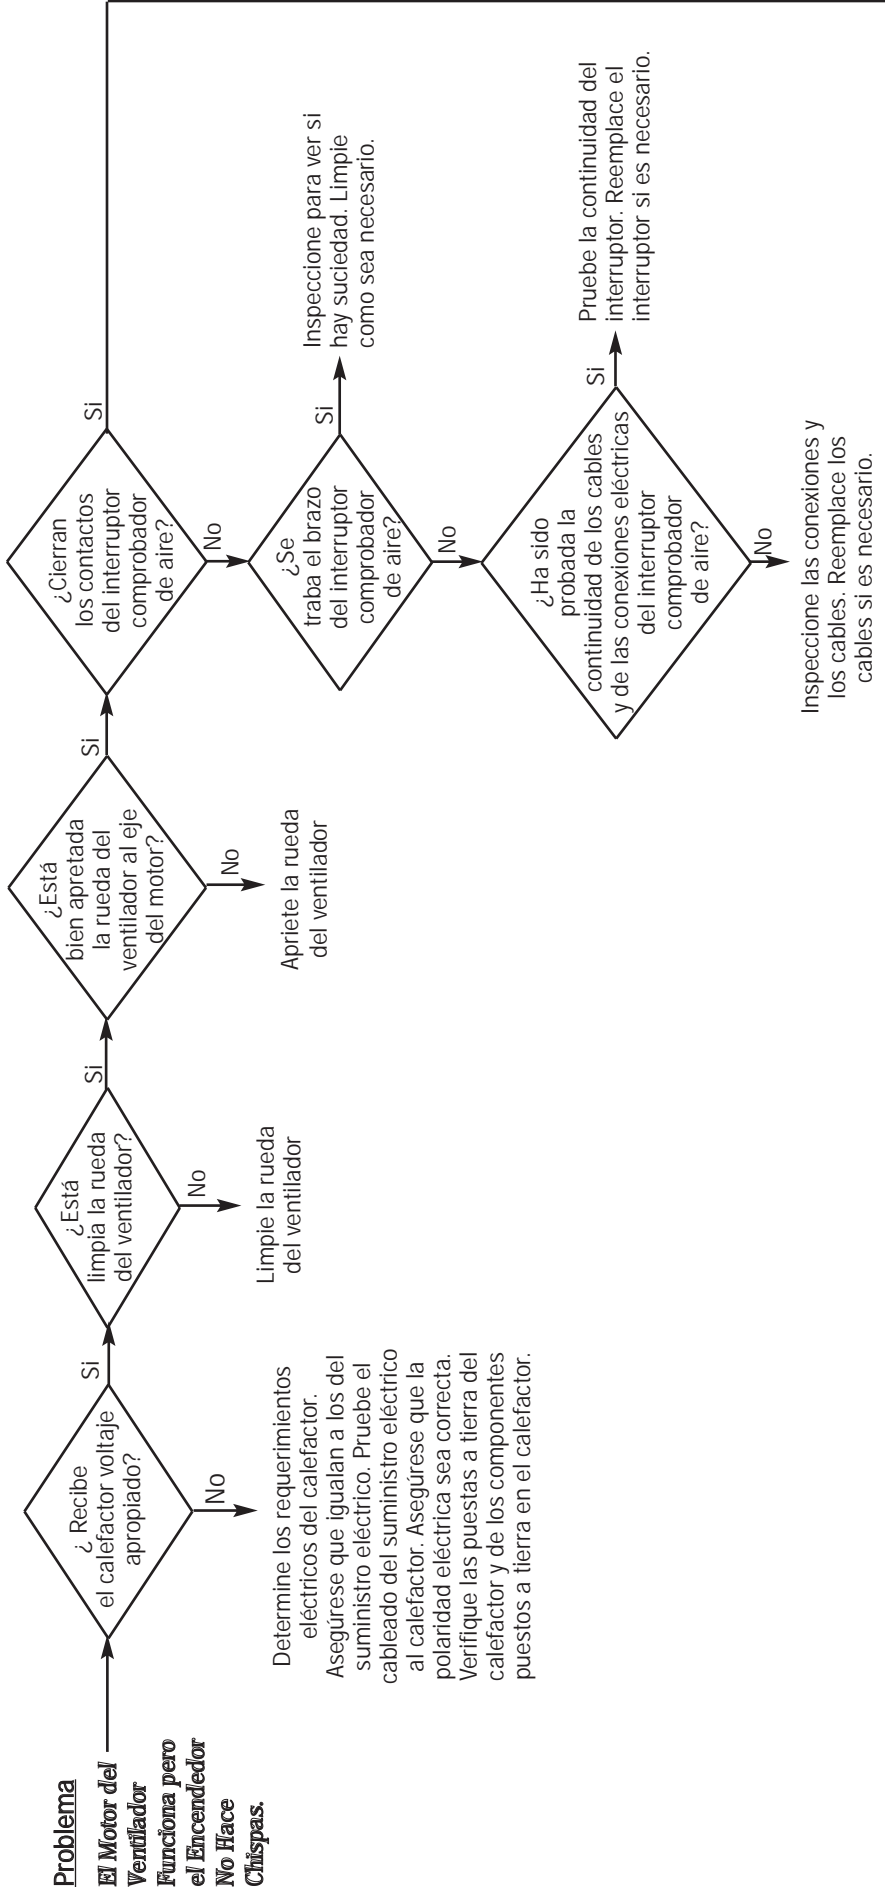 Problema
El Motor del
Ventilador
Funciona pero
el Encendedor
No Hace
Chispas.
¿ Recibe
el calefactor voltaje
apropiado?
Si
No
Determine los requerimientos
eléctricos del calefactor.
Asegúrese que igualan a los del
suministro eléctrico. Pruebe el
cableado del suministro eléctrico
al calefactor. Asegúrese que la
polaridad eléctrica sea correcta.
Verifique las puestas a tierra del
calefactor y de los componentes
puestos a tierra en el calefactor.
¿Está
limpia la rueda
del ventilador?
Si
No
Limpie la rueda
del ventilador
¿Está
bien apretada
la rueda del
ventilador al eje
del motor?
Si
No
Apriete la rueda
del ventilador
¿Cierran
los contactos
del interruptor
comprobador
de aire?
Si
No
¿Se
traba el brazo
del interruptor
comprobador
de aire?
Si
Inspeccione para ver si
hay suciedad. Limpie
como sea necesario.
No
¿Ha sido
probada la
continuidad de los cables
y de las conexiones eléctricas
del interruptor
comprobador
de aire?
Si
Pruebe la continuidad del
interruptor. Reemplace el
interruptor si es necesario.
No
Inspeccione las conexiones y
los cables. Reemplace los
cables si es necesario.